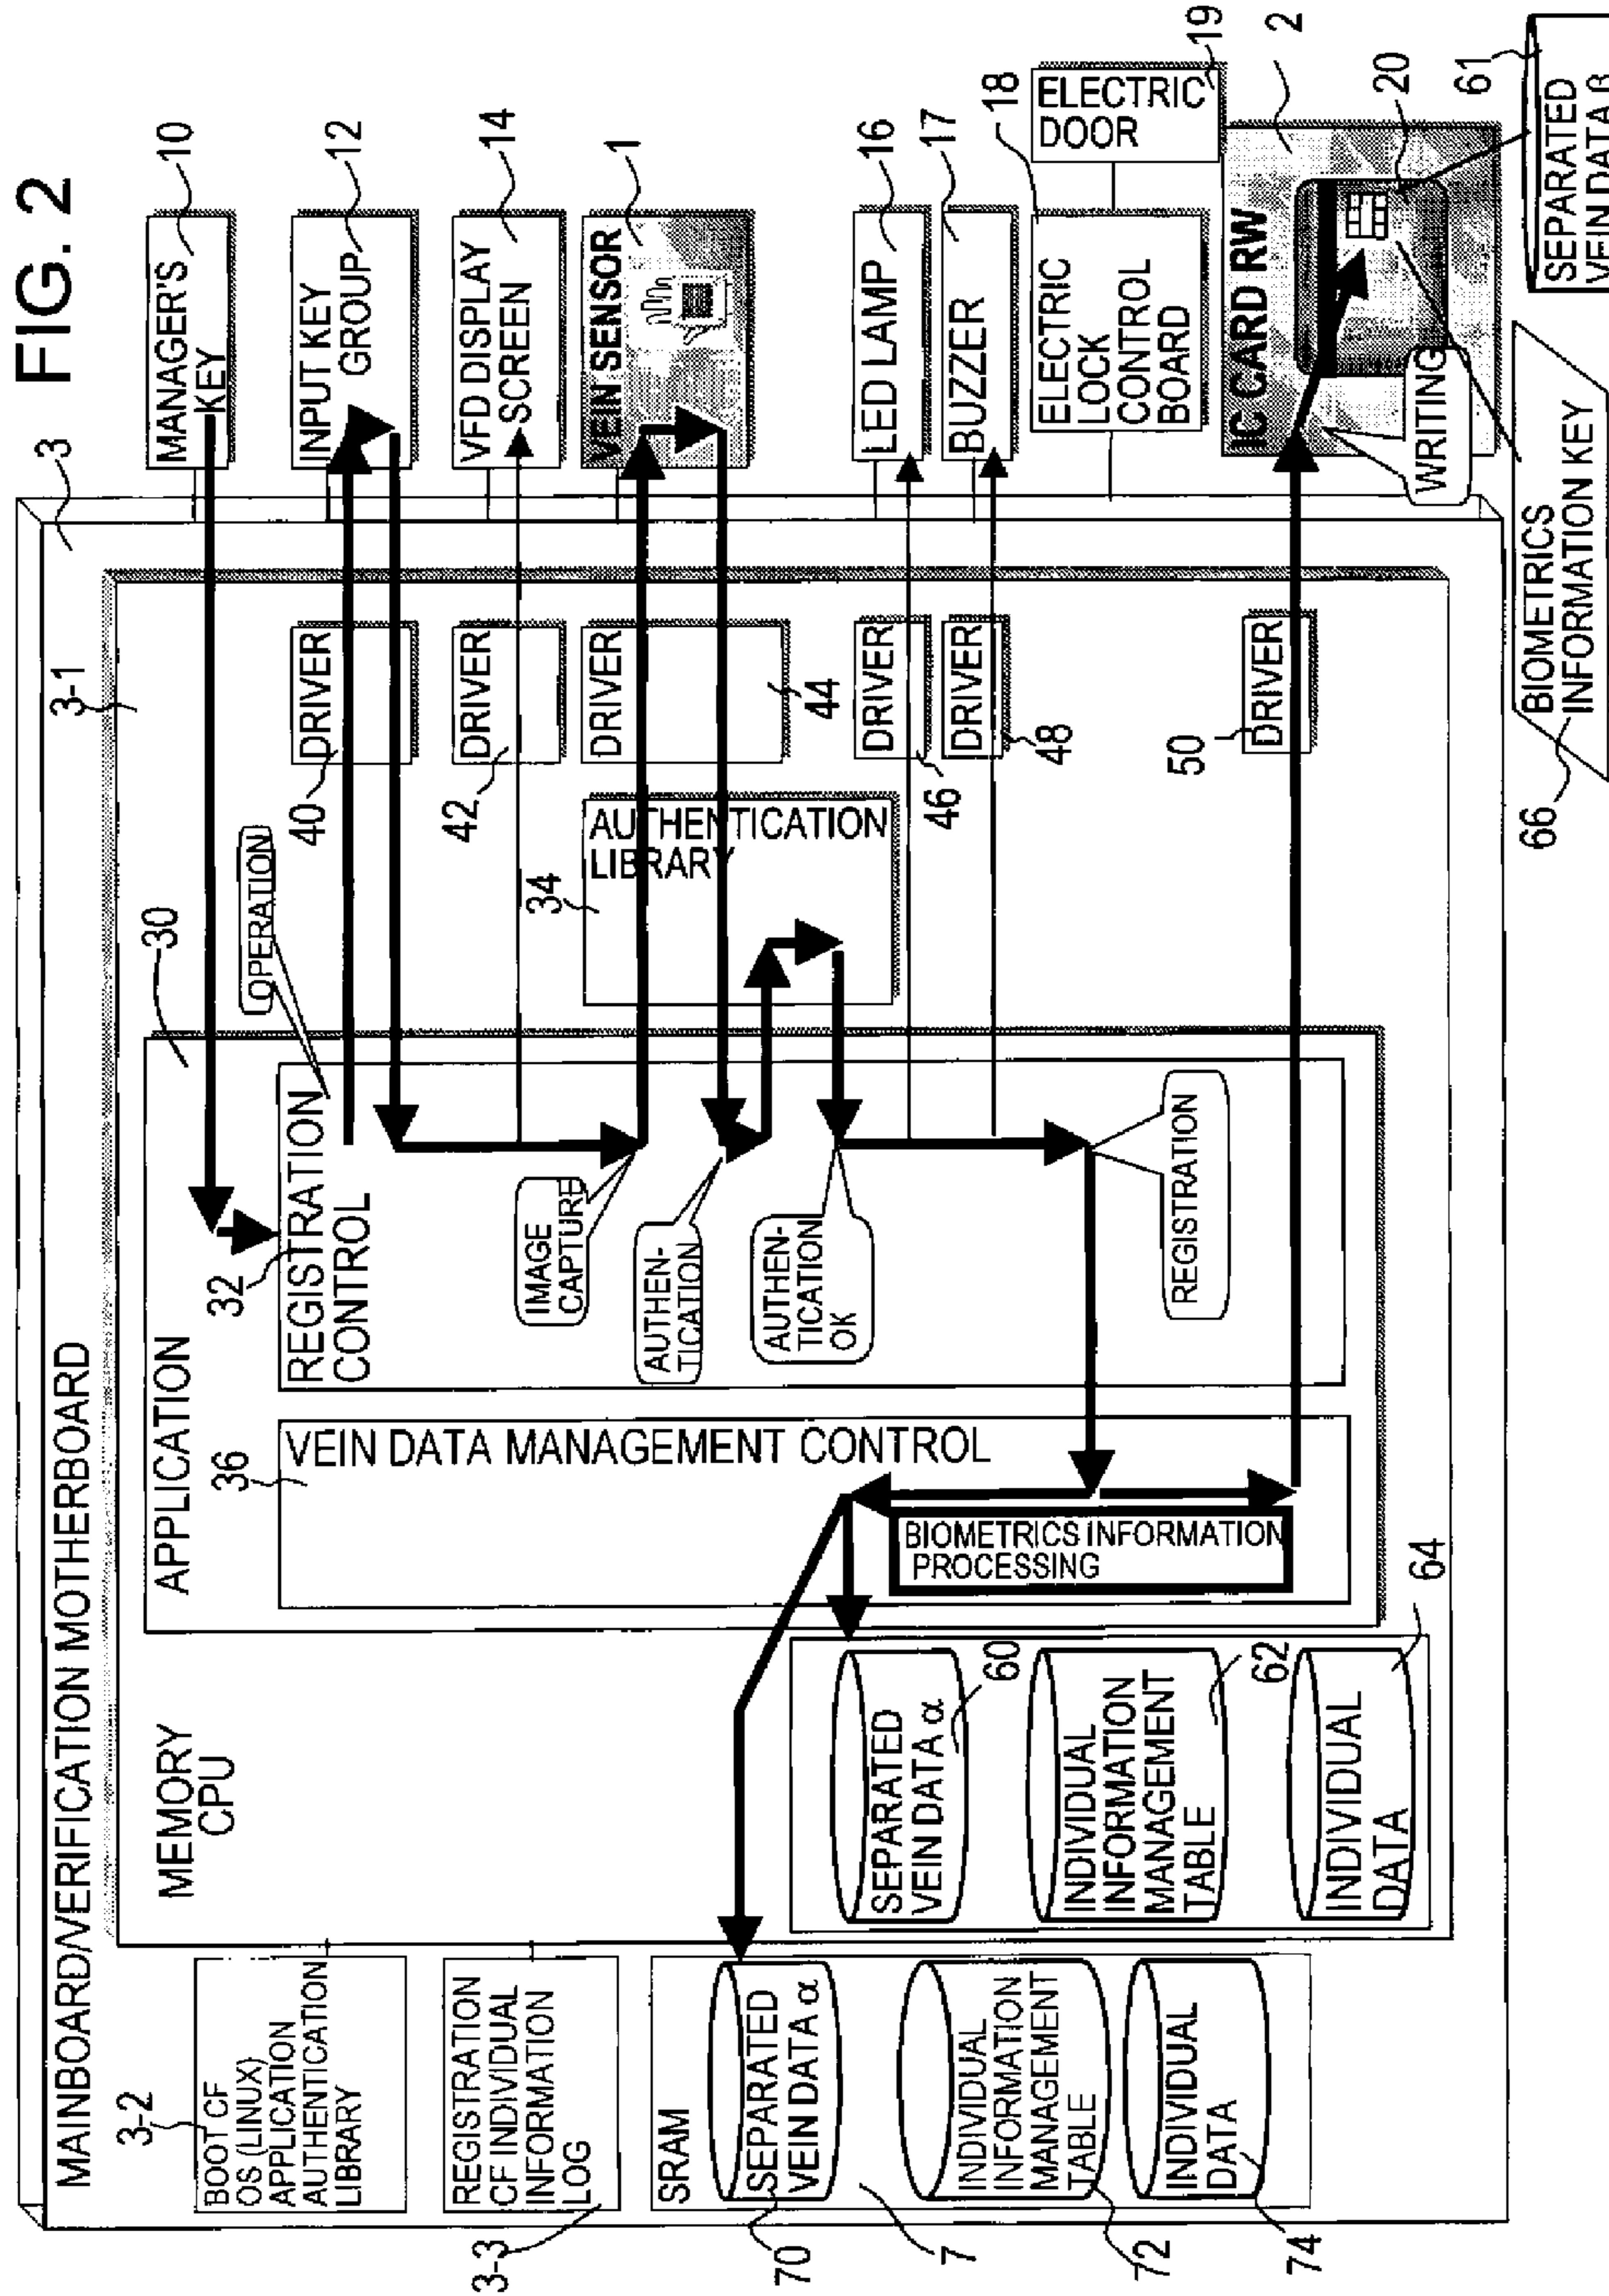 FIG. 2
MAINBOARD/VERIFICATION MOTHERBOARD
3
3-1
3-2
BOOT CF
OS (LINUX)
APPLICATION
AUTHENTICATION
LIBRARY
REGISTRATION
CF INDIVIDUAL
INFORMATION
LOG
3-3
SRAM
SEPARATED
VEIN DATA α
70
7
INDIVIDUAL
INFORMATION
MANAGEMENT
TABLE
72
INDIVIDUAL
DATA
74
MEMORY
CPU
SEPARATED
VEIN DATA α
60
INDIVIDUAL
INFORMATION
MANAGEMENT
TABLE
62
INDIVIDUAL
DATA
64
APPLICATION
30
36
VEIN DATA MANAGEMENT CONTROL
BIOMETRICS INFORMATION
PROCESSING
32
REGISTRATION
CONTROL
OPERATION
IMAGE
CAPTURE
AUTHEN-
TICATION
AUTHEN-
TICATION
OK
REGISTRATION
34
AUTHENTICATION
LIBRARY
DRIVER
40
DRIVER
42
DRIVER
44
DRIVER
46
DRIVER
48
DRIVER
50
MANAGER'S
KEY
10
INPUT KEY
GROUP
12
VFD DISPLAY
SCREEN
14
VEIN SENSOR
1
LED LAMP
16
BUZZER
17
ELECTRIC
LOCK
CONTROL
BOARD
18
ELECTRIC
DOOR
19
IC CARD RW
2
20
WRITING
BIOMETRICS
INFORMATION KEY
66
SEPARATED
VEIN DATA β
61